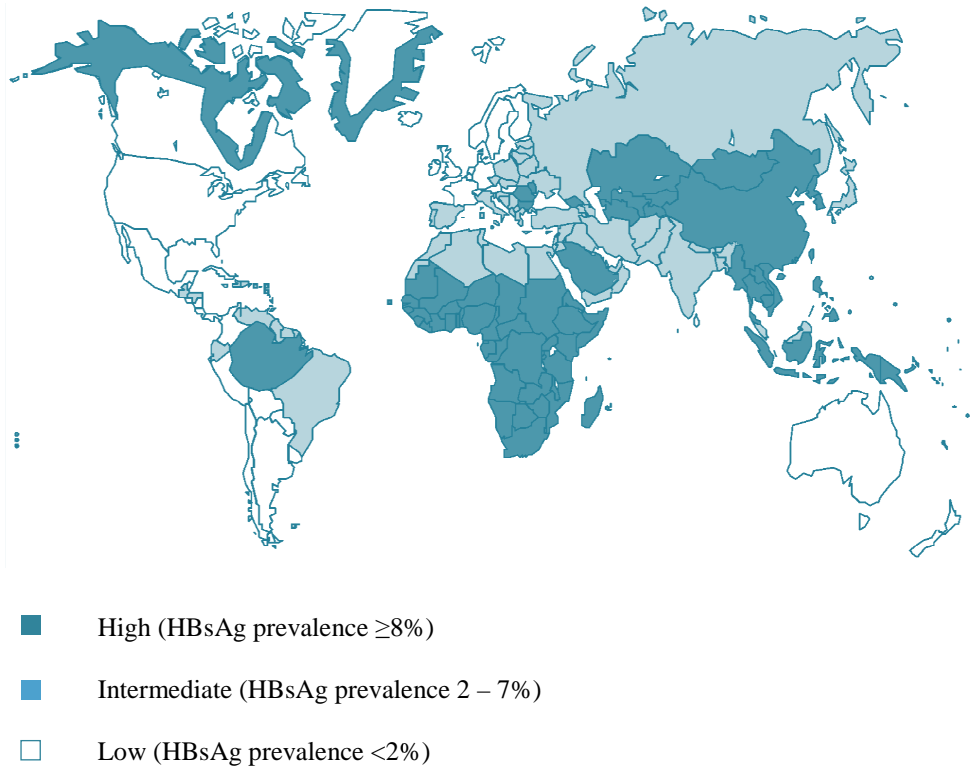 High (HBsAg prevalence ≥8%)
Intermediate (HBsAg prevalence 2 – 7%)
Low (HBsAg prevalence <2%)